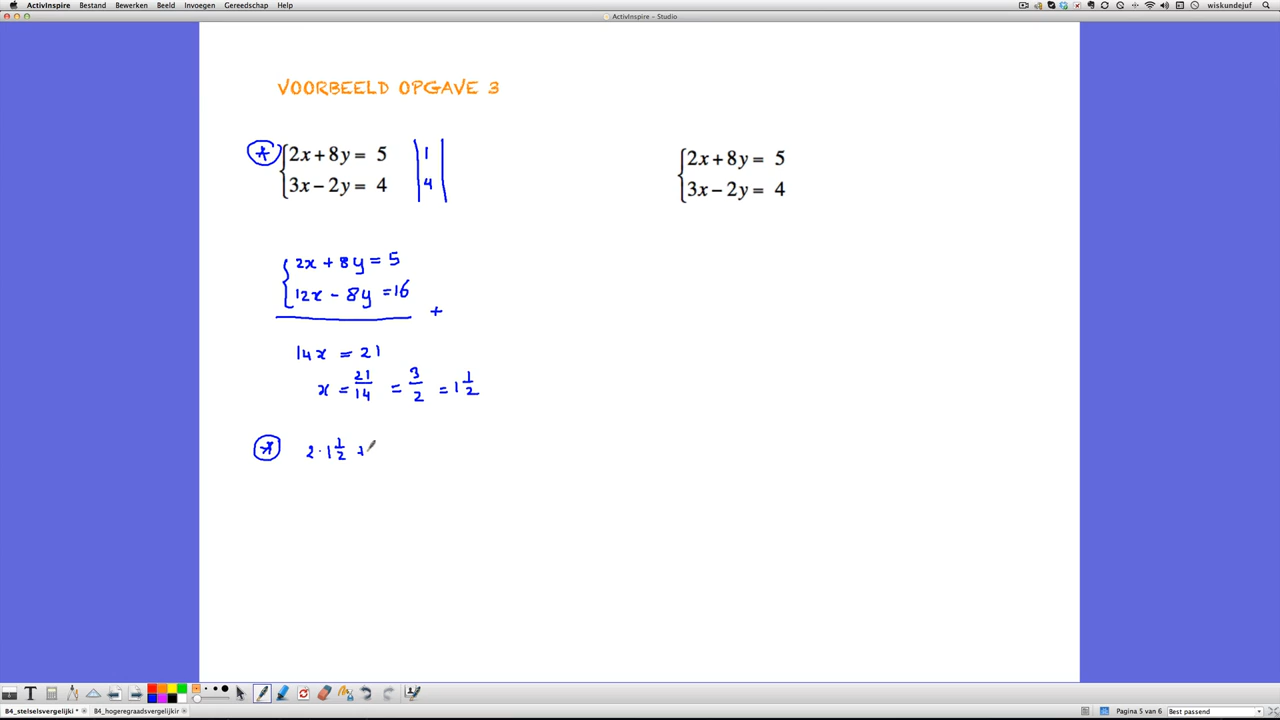 ActivInspire Bestand Bewerken Beeld Invoegen Gereedschap Help wiskundejuf
ActivInspire – Studio
VOORBEELD OPGAVE 3
2x + 8y = 5 | 1 |
3x − 2y = 4 | 4 |
2x + 8y = 5
3x − 2y = 4
2x + 8y = 5
12x − 8y = 16
+
14x = 21
x = 21/14 = 3/2 = 1 1/2
2 · 1 1/2 +
B4_stelselsvergelijki * B4_hogeregraadsvergelijkir Pagina 5 van 6 Best passend